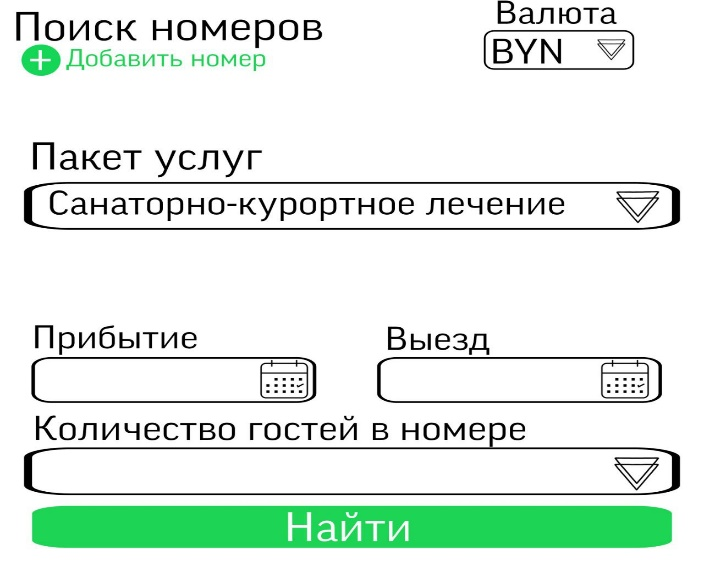 Поиск номеров
Валюта
Добавить номер
BYN
Пакет услуг
Санаторно-курортное лечение
Прибытие
Выезд
Количество гостей в номере
Найти